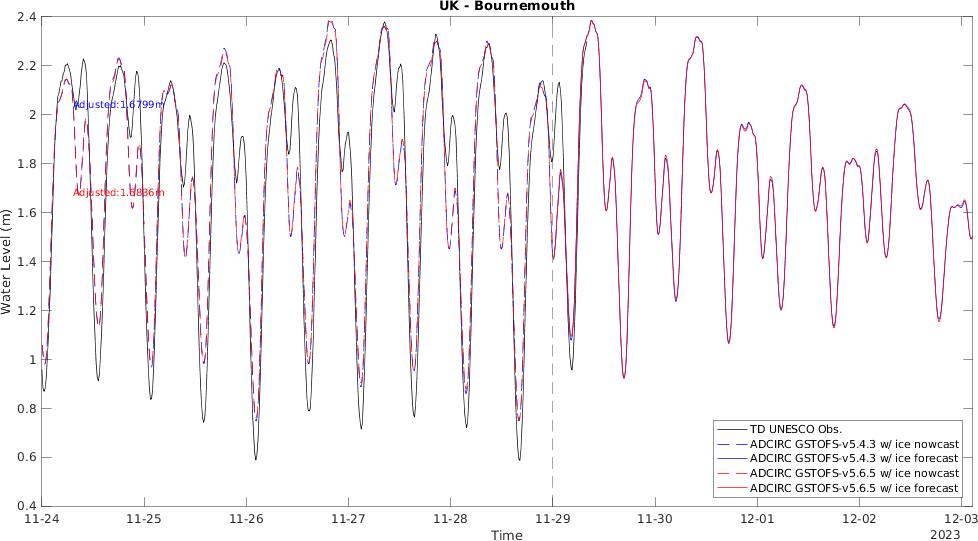 UK - Bournemouth
2.4
2.2
2
1.8
1.6
1.4
1.2
1
0.8
0.6
0.4
Water Level (m)
Adjusted:1.6799m
Adjusted:1.6836m
TD UNESCO Obs.
ADCIRC GSTOFS-v5.4.3 w/ ice nowcast
ADCIRC GSTOFS-v5.4.3 w/ ice forecast
ADCIRC GSTOFS-v5.6.5 w/ ice nowcast
ADCIRC GSTOFS-v5.6.5 w/ ice forecast
11-24 11-25 11-26 11-27 11-28 11-29 11-30 12-01 12-02 12-03
Time 2023